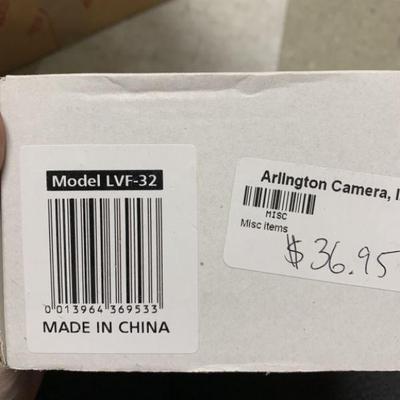 Model LVF-32
0 013964 369533
MADE IN CHINA
Arlington Camera,
MISC
Misc Items
$36.95